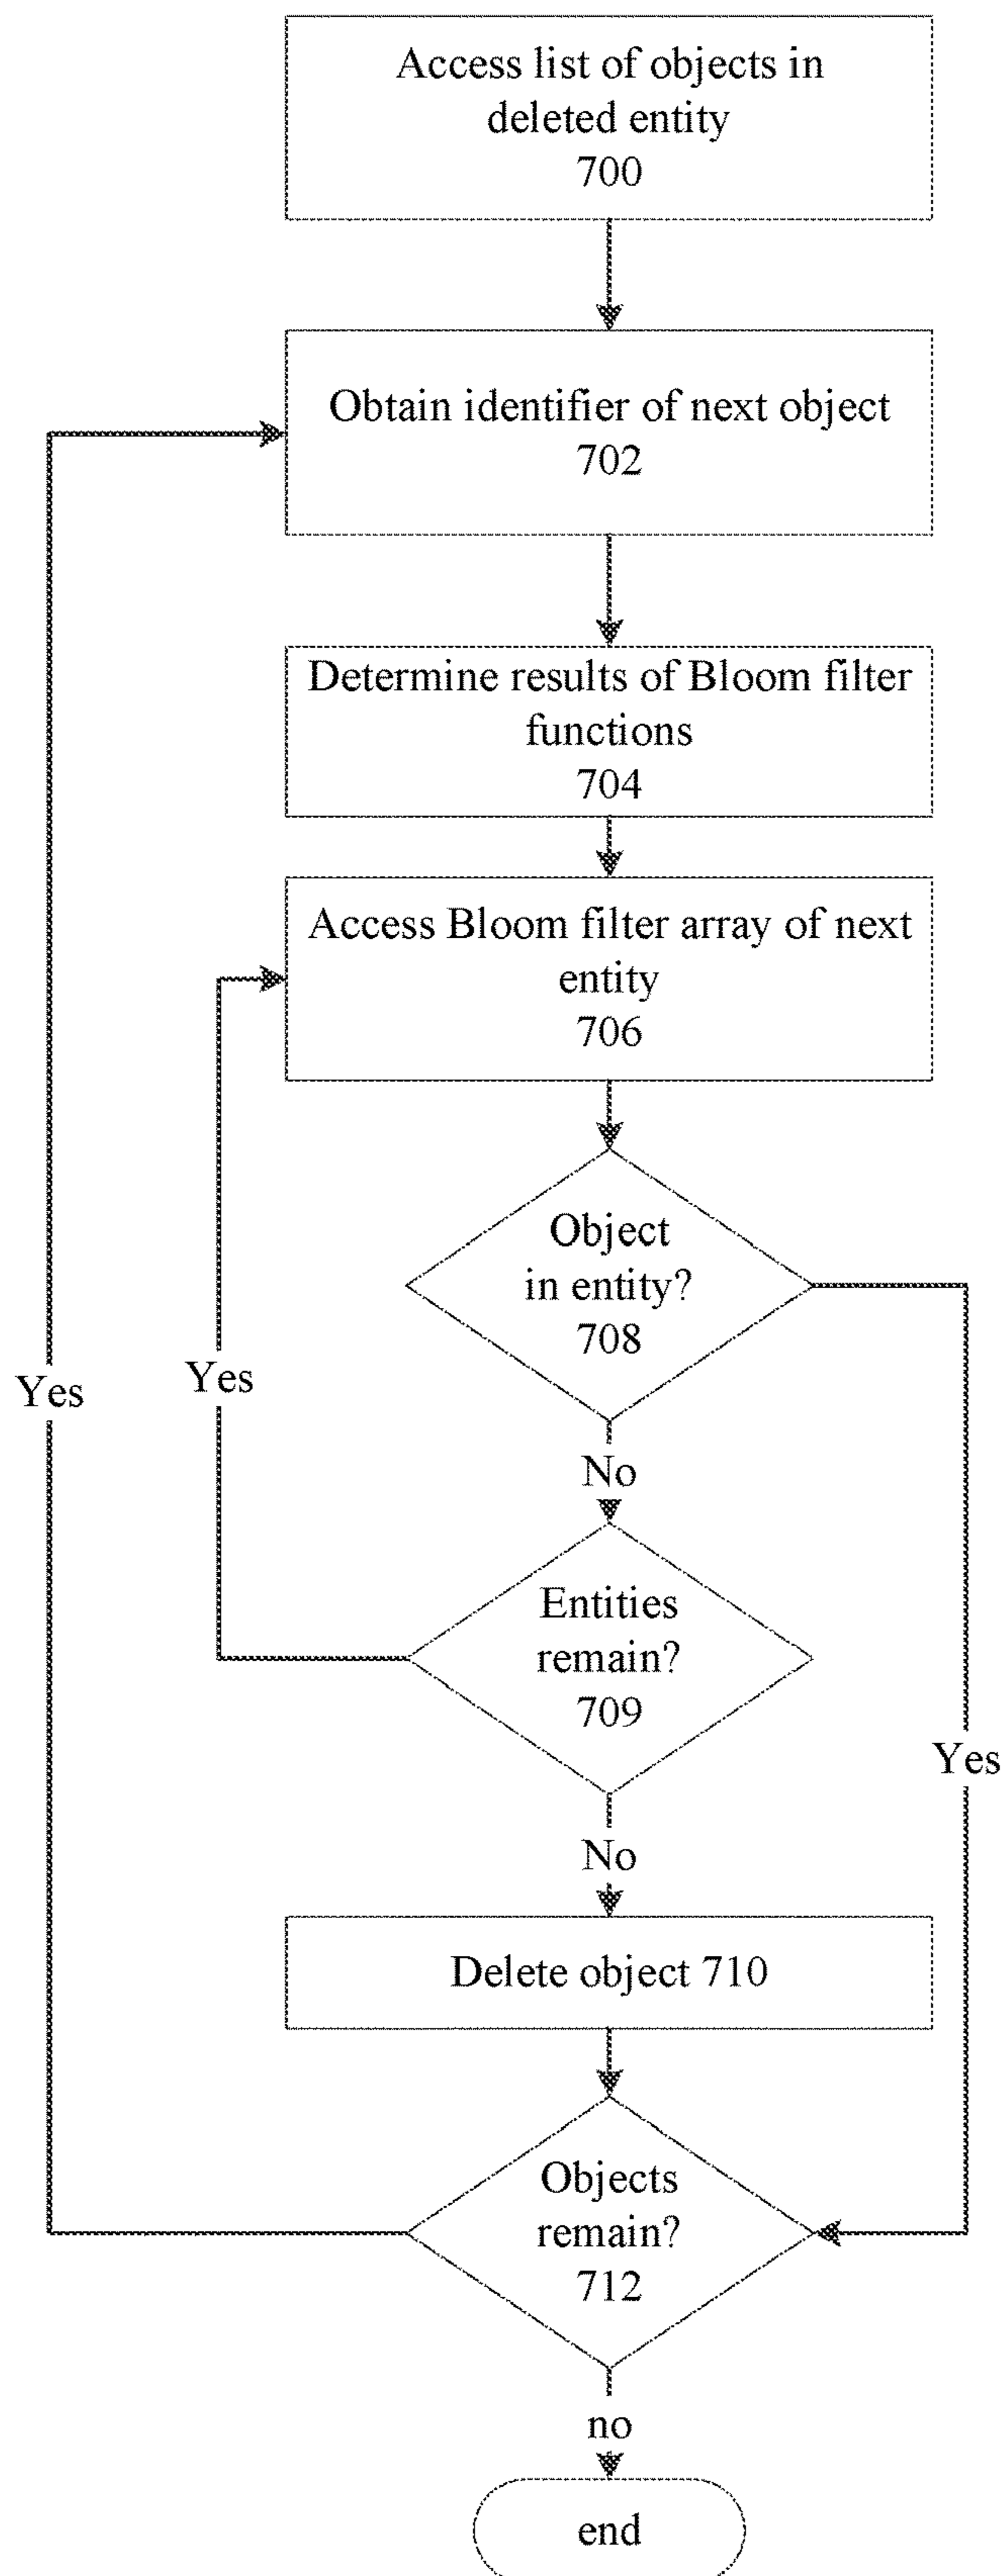 Access list of objects in
deleted entity
700
Obtain identifier of next object
702
Determine results of Bloom filter
functions
704
Access Bloom filter array of next
entity
706
Object
in entity?
708
Yes
Yes
No
Entities
remain?
709
Yes
No
Delete object 710
Objects
remain?
712
no
end